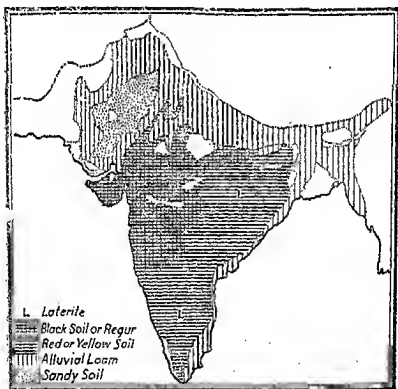 L
L Laterite
Black Soil or Regur
Red or Yellow Soil
Alluvial Loam
Sandy Soil